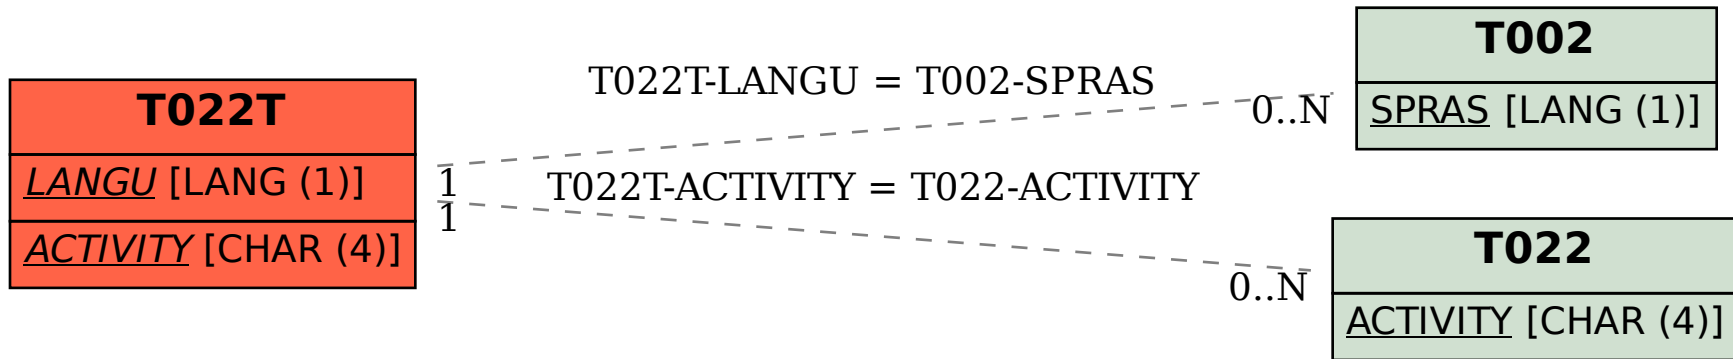 T022T
LANGU [LANG (1)]
ACTIVITY [CHAR (4)]
T022T-LANGU = T002-SPRAS
1
0..N
T022T-ACTIVITY = T022-ACTIVITY
1
0..N
T002
SPRAS [LANG (1)]
T022
ACTIVITY [CHAR (4)]